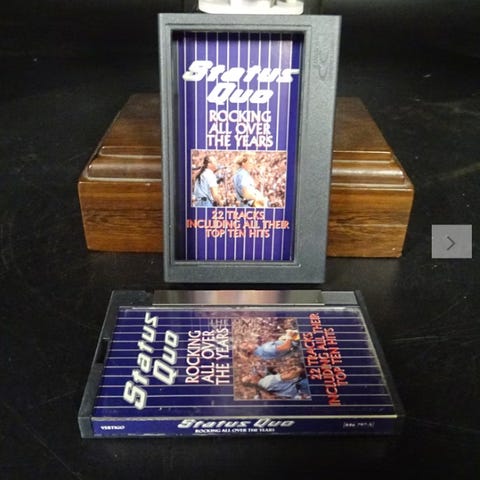 Status
Quo
ROCKING
ALL OVER
THE YEARS
22 TRACKS
INCLUDING ALL THEIR
TOP TEN HITS
Status
Quo
ROCKING
ALL OVER
THE YEARS
22 TRACKS
INCLUDING ALL THEIR
TOP TEN HITS
VERTIGO
Status Quo
ROCKING ALL OVER THE YEARS